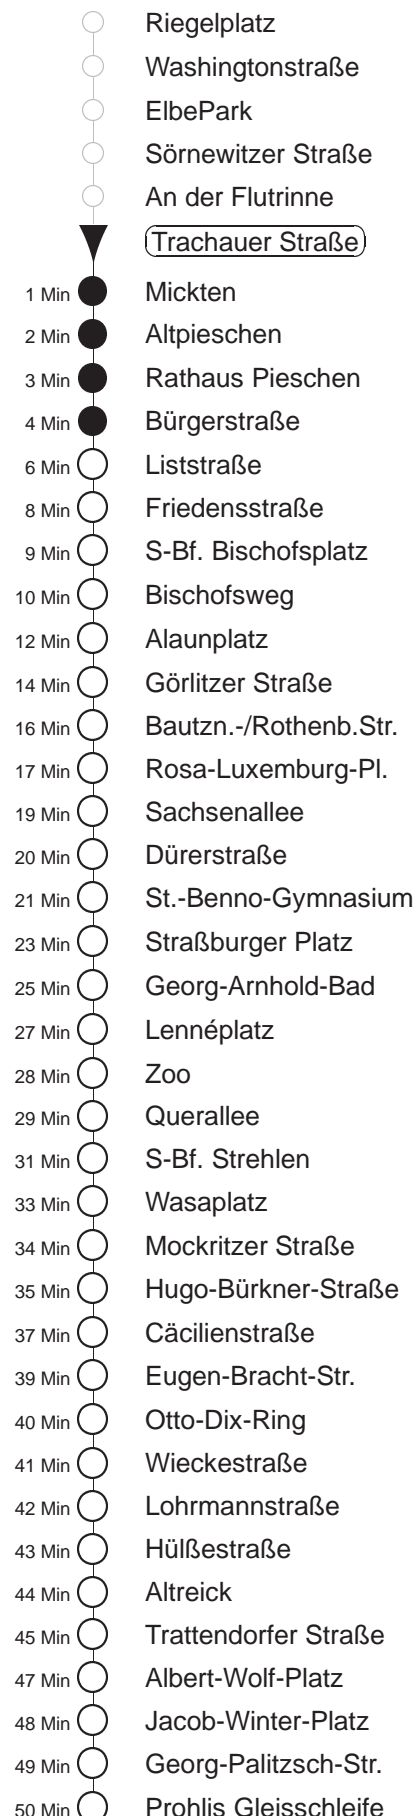 Riegelplatz
Washingtonstraße
ElbePark
Sörnewitzer Straße
An der Flutrinne
Trachauer Straße
1 Min Mickten
2 Min Altpieschen
3 Min Rathaus Pieschen
4 Min Bürgerstraße
6 Min Liststraße
8 Min Friedensstraße
9 Min S-Bf. Bischofsplatz
10 Min Bischofsweg
12 Min Alaunplatz
14 Min Görlitzer Straße
16 Min Bautzn.-/Rothenb.Str.
17 Min Rosa-Luxemburg-Pl.
19 Min Sachsenallee
20 Min Dürerstraße
21 Min St.-Benno-Gymnasium
23 Min Straßburger Platz
25 Min Georg-Arnhold-Bad
27 Min Lennéplatz
28 Min Zoo
29 Min Querallee
31 Min S-Bf. Strehlen
33 Min Wasaplatz
34 Min Mockritzer Straße
35 Min Hugo-Bürkner-Straße
37 Min Cäcilienstraße
39 Min Eugen-Bracht-Str.
40 Min Otto-Dix-Ring
41 Min Wieckestraße
42 Min Lohrmannstraße
43 Min Hülßestraße
44 Min Altreick
45 Min Trattendorfer Straße
47 Min Albert-Wolf-Platz
48 Min Jacob-Winter-Platz
49 Min Georg-Palitzsch-Str.
50 Min Prohlis Gleisschleife